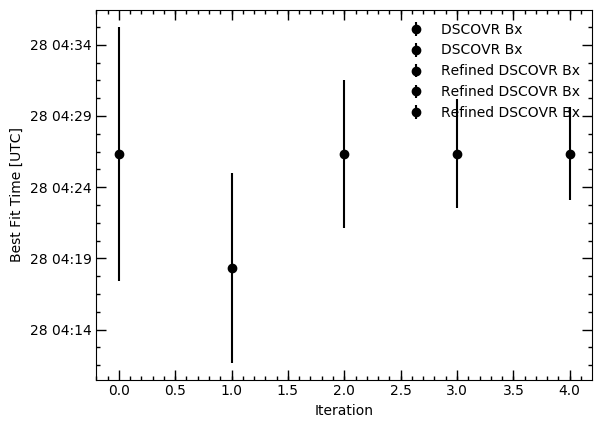 DSCOVR Bx
DSCOVR Bx
Refined DSCOVR Bx
Refined DSCOVR Bx
Refined DSCOVR Bx
28 04:34
28 04:29
28 04:24
28 04:19
28 04:14
Best Fit Time [UTC]
0.0 0.5 1.0 1.5 2.0 2.5 3.0 3.5 4.0
Iteration